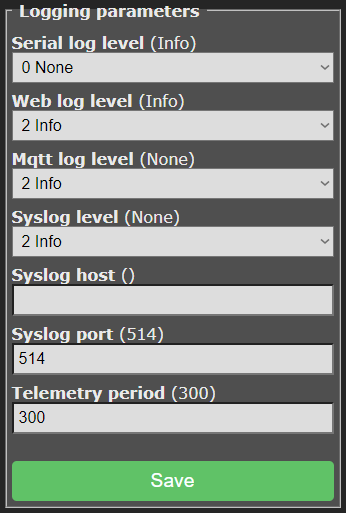 Logging parameters
Serial log level (Info)
0 None
Web log level (Info)
2 Info
Mqtt log level (None)
2 Info
Syslog level (None)
2 Info
Syslog host ()
Syslog port (514)
514
Telemetry period (300)
300
Save